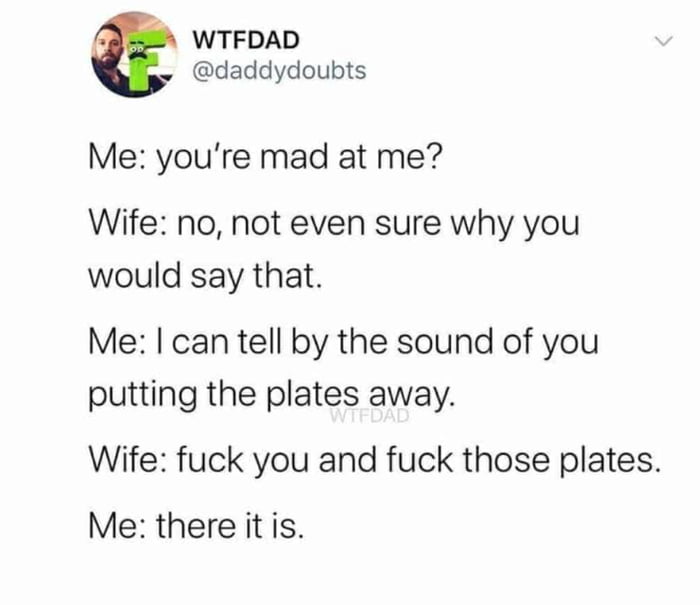 WTFDAD
@daddydoubts
Me: you're mad at me?
Wife: no, not even sure why you
would say that.
Me: I can tell by the sound of you
putting the plates away.
WTFDAD
Wife: fuck you and fuck those plates.
Me: there it is.